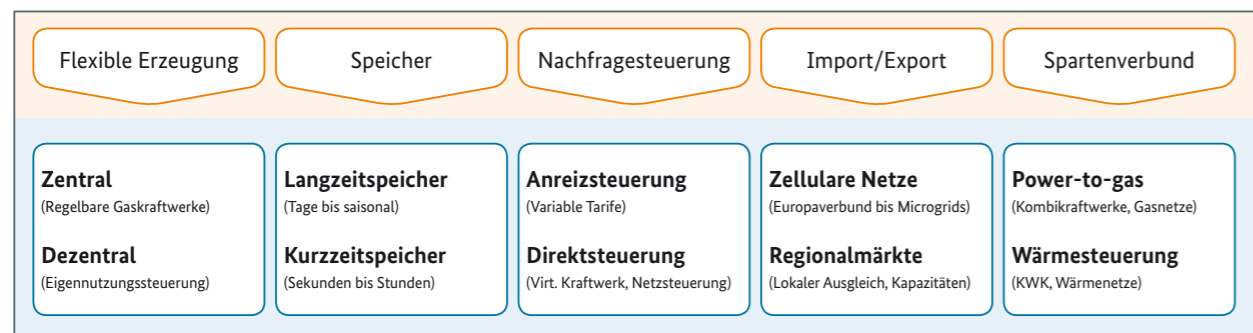 Flexible Erzeugung
Speicher
Nachfragesteuerung
Import/Export
Spartenverbund
Zentral
(Regelbare Gaskraftwerke)
Dezentral
(Eigennutzungssteuerung)
Langzeitspeicher
(Tage bis saisonal)
Kurzzeitspeicher
(Sekunden bis Stunden)
Anreizsteuerung
(Variable Tarife)
Direktsteuerung
(Virt. Kraftwerk, Netzsteuerung)
Zellulare Netze
(Europaverbund bis Microgrids)
Regionalmärkte
(Lokaler Ausgleich, Kapazitäten)
Power-to-gas
(Kombikraftwerke, Gasnetze)
Wärmesteuerung
(KWK, Wärmenetze)